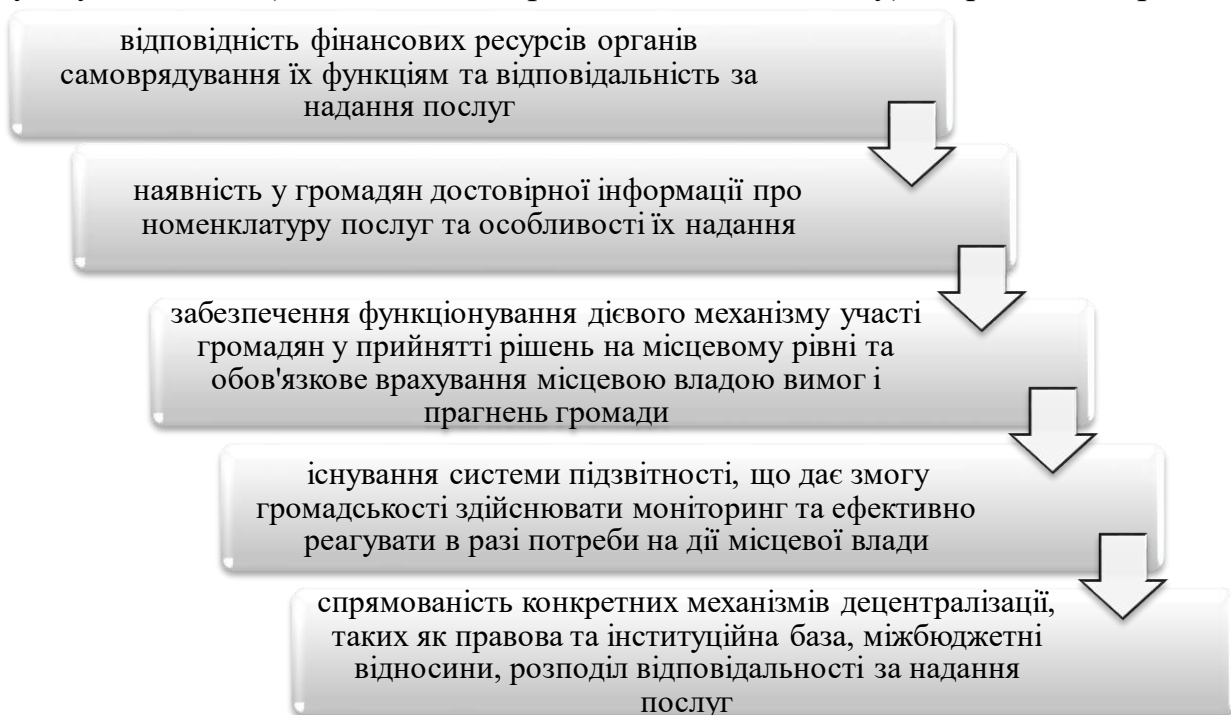 відповідність фінансових ресурсів органів
самоврядування їх функціям та відповідальність за
надання послуг
наявність у громадян достовірної інформації про
номенклатуру послуг та особливості їх надання
забезпечення функціонування дієвого механізму участі
громадян у прийнятті рішень на місцевому рівні та
обов'язкове врахування місцевою владою вимог і
прагнень громади
існування системи підзвітності, що дає змогу
громадськості здійснювати моніторинг та ефективно
реагувати в разі потреби на дії місцевої влади
спрямованість конкретних механізмів децентралізації,
таких як правова та інституційна база, міжбюджетні
відносини, розподіл відповідальності за надання
послуг